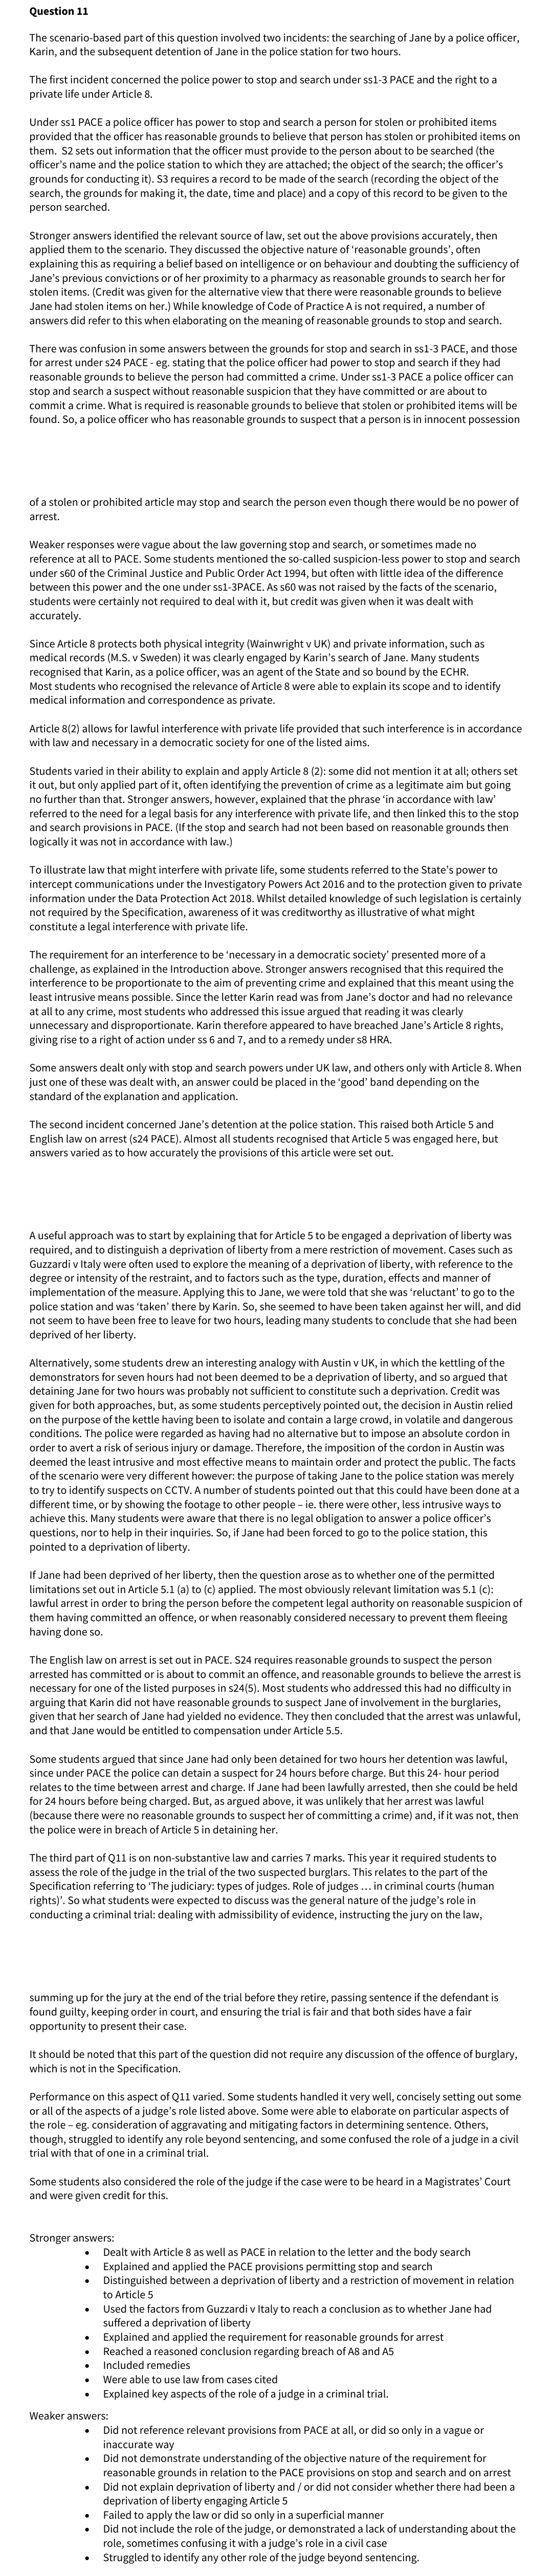 Question 11
The scenario-based part of this question involved two incidents: the searching of Jane by a police officer,
Karin, and the subsequent detention of Jane in the police station for two hours.
The first incident concerned the police power to stop and search under ss1-3 PACE and the right to a
private life under Article 8.
Under ss1 PACE a police officer has power to stop and search a person for stolen or prohibited items
provided that the officer has reasonable grounds to believe that person has stolen or prohibited items on
them.  S2 sets out information that the officer must provide to the person about to be searched (the
officer's name and the police station to which they are attached; the object of the search; the officer's
grounds for conducting it). S3 requires a record to be made of the search (recording the object of the
search, the grounds for making it, the date, time and place) and a copy of this record to be given to the
person searched.
Stronger answers identified the relevant source of law, set out the above provisions accurately, then
applied them to the scenario. They discussed the objective nature of 'reasonable grounds', often
explaining this as requiring a belief based on intelligence or on behaviour and doubting the sufficiency of
Jane's previous convictions or of her proximity to a pharmacy as reasonable grounds to search her for
stolen items. (Credit was given for the alternative view that there were reasonable grounds to believe
Jane had stolen items on her.) While knowledge of Code of Practice A is not required, a number of
answers did refer to this when elaborating on the meaning of reasonable grounds to stop and search.
There was confusion in some answers between the grounds for stop and search in ss1-3 PACE, and those
for arrest under s24 PACE - eg. stating that the police officer had power to stop and search if they had
reasonable grounds to believe the person had committed a crime. Under ss1-3 PACE a police officer can
stop and search a suspect without reasonable suspicion that they have committed or are about to
commit a crime. What is required is reasonable grounds to believe that stolen or prohibited items will be
found. So, a police officer who has reasonable grounds to suspect that a person is in innocent possession
of a stolen or prohibited article may stop and search the person even though there would be no power of
arrest.
Weaker responses were vague about the law governing stop and search, or sometimes made no
reference at all to PACE. Some students mentioned the so-called suspicion-less power to stop and search
under s60 of the Criminal Justice and Public Order Act 1994, but often with little idea of the difference
between this power and the one under ss1-3PACE. As s60 was not raised by the facts of the scenario,
students were certainly not required to deal with it, but credit was given when it was dealt with
accurately.
Since Article 8 protects both physical integrity (Wainwright v UK) and private information, such as
medical records (M.S. v Sweden) it was clearly engaged by Karin's search of Jane. Many students
recognised that Karin, as a police officer, was an agent of the State and so bound by the ECHR.
Most students who recognised the relevance of Article 8 were able to explain its scope and to identify
medical information and correspondence as private.
Article 8(2) allows for lawful interference with private life provided that such interference is in accordance
with law and necessary in a democratic society for one of the listed aims.
Students varied in their ability to explain and apply Article 8 (2): some did not mention it at all; others set
it out, but only applied part of it, often identifying the prevention of crime as a legitimate aim but going
no further than that. Stronger answers, however, explained that the phrase 'in accordance with law'
referred to the need for a legal basis for any interference with private life, and then linked this to the stop
and search provisions in PACE. (If the stop and search had not been based on reasonable grounds then
logically it was not in accordance with law.)
To illustrate law that might interfere with private life, some students referred to the State's power to
intercept communications under the Investigatory Powers Act 2016 and to the protection given to private
information under the Data Protection Act 2018. Whilst detailed knowledge of such legislation is certainly
not required by the Specification, awareness of it was creditworthy as illustrative of what might
constitute a legal interference with private life.
The requirement for an interference to be 'necessary in a democratic society' presented more of a
challenge, as explained in the Introduction above. Stronger answers recognised that this required the
interference to be proportionate to the aim of preventing crime and explained that this meant using the
least intrusive means possible. Since the letter Karin read was from Jane's doctor and had no relevance
at all to any crime, most students who addressed this issue argued that reading it was clearly
unnecessary and disproportionate. Karin therefore appeared to have breached Jane's Article 8 rights,
giving rise to a right of action under ss 6 and 7, and to a remedy under s8 HRA.
Some answers dealt only with stop and search powers under UK law, and others only with Article 8. When
just one of these was dealt with, an answer could be placed in the 'good' band depending on the
standard of the explanation and application.
The second incident concerned Jane's detention at the police station. This raised both Article 5 and
English law on arrest (s24 PACE). Almost all students recognised that Article 5 was engaged here, but
answers varied as to how accurately the provisions of this article were set out.
A useful approach was to start by explaining that for Article 5 to be engaged a deprivation of liberty was
required, and to distinguish a deprivation of liberty from a mere restriction of movement. Cases such as
Guzzardi v Italy were often used to explore the meaning of a deprivation of liberty, with reference to the
degree or intensity of the restraint, and to factors such as the type, duration, effects and manner of
implementation of the measure. Applying this to Jane, we were told that she was 'reluctant' to go to the
police station and was 'taken' there by Karin. So, she seemed to have been taken against her will, and did
not seem to have been free to leave for two hours, leading many students to conclude that she had been
deprived of her liberty.
Alternatively, some students drew an interesting analogy with Austin v UK, in which the kettling of the
demonstrators for seven hours had not been deemed to be a deprivation of liberty, and so argued that
detaining Jane for two hours was probably not sufficient to constitute such a deprivation. Credit was
given for both approaches, but, as some students perceptively pointed out, the decision in Austin relied
on the purpose of the kettle having been to isolate and contain a large crowd, in volatile and dangerous
conditions. The police were regarded as having had no alternative but to impose an absolute cordon in
order to avert a risk of serious injury or damage. Therefore, the imposition of the cordon in Austin was
deemed the least intrusive and most effective means to maintain order and protect the public. The facts
of the scenario were very different however: the purpose of taking Jane to the police station was merely
to try to identify suspects on CCTV. A number of students pointed out that this could have been done at a
different time, or by showing the footage to other people – ie. there were other, less intrusive ways to
achieve this. Many students were aware that there is no legal obligation to answer a police officer's
questions, nor to help in their inquiries. So, if Jane had been forced to go to the police station, this
pointed to a deprivation of liberty.
If Jane had been deprived of her liberty, then the question arose as to whether one of the permitted
limitations set out in Article 5.1 (a) to (c) applied. The most obviously relevant limitation was 5.1 (c):
lawful arrest in order to bring the person before the competent legal authority on reasonable suspicion of
them having committed an offence, or when reasonably considered necessary to prevent them fleeing
having done so.
The English law on arrest is set out in PACE. S24 requires reasonable grounds to suspect the person
arrested has committed or is about to commit an offence, and reasonable grounds to believe the arrest is
necessary for one of the listed purposes in s24(5). Most students who addressed this had no difficulty in
arguing that Karin did not have reasonable grounds to suspect Jane of involvement in the burglaries,
given that her search of Jane had yielded no evidence. They then concluded that the arrest was unlawful,
and that Jane would be entitled to compensation under Article 5.5.
Some students argued that since Jane had only been detained for two hours her detention was lawful,
since under PACE the police can detain a suspect for 24 hours before charge. But this 24- hour period
relates to the time between arrest and charge. If Jane had been lawfully arrested, then she could be held
for 24 hours before being charged. But, as argued above, it was unlikely that her arrest was lawful
(because there were no reasonable grounds to suspect her of committing a crime) and, if it was not, then
the police were in breach of Article 5 in detaining her.
The third part of Q11 is on non-substantive law and carries 7 marks. This year it required students to
assess the role of the judge in the trial of the two suspected burglars. This relates to the part of the
Specification referring to 'The judiciary: types of judges. Role of judges … in criminal courts (human
rights)'. So what students were expected to discuss was the general nature of the judge's role in
conducting a criminal trial: dealing with admissibility of evidence, instructing the jury on the law,
summing up for the jury at the end of the trial before they retire, passing sentence if the defendant is
found guilty, keeping order in court, and ensuring the trial is fair and that both sides have a fair
opportunity to present their case.
It should be noted that this part of the question did not require any discussion of the offence of burglary,
which is not in the Specification.
Performance on this aspect of Q11 varied. Some students handled it very well, concisely setting out some
or all of the aspects of a judge's role listed above. Some were able to elaborate on particular aspects of
the role – eg. consideration of aggravating and mitigating factors in determining sentence. Others,
though, struggled to identify any role beyond sentencing, and some confused the role of a judge in a civil
trial with that of one in a criminal trial.
Some students also considered the role of the judge if the case were to be heard in a Magistrates' Court
and were given credit for this.
Stronger answers:
• Dealt with Article 8 as well as PACE in relation to the letter and the body search
• Explained and applied the PACE provisions permitting stop and search
• Distinguished between a deprivation of liberty and a restriction of movement in relation
to Article 5
• Used the factors from Guzzardi v Italy to reach a conclusion as to whether Jane had
suffered a deprivation of liberty
• Explained and applied the requirement for reasonable grounds for arrest
• Reached a reasoned conclusion regarding breach of A8 and A5
• Included remedies
• Were able to use law from cases cited
• Explained key aspects of the role of a judge in a criminal trial.
Weaker answers:
• Did not reference relevant provisions from PACE at all, or did so only in a vague or
inaccurate way
• Did not demonstrate understanding of the objective nature of the requirement for
reasonable grounds in relation to the PACE provisions on stop and search and on arrest
• Did not explain deprivation of liberty and / or did not consider whether there had been a
deprivation of liberty engaging Article 5
• Failed to apply the law or did so only in a superficial manner
• Did not include the role of the judge, or demonstrated a lack of understanding about the
role, sometimes confusing it with a judge's role in a civil case
• Struggled to identify any other role of the judge beyond sentencing.